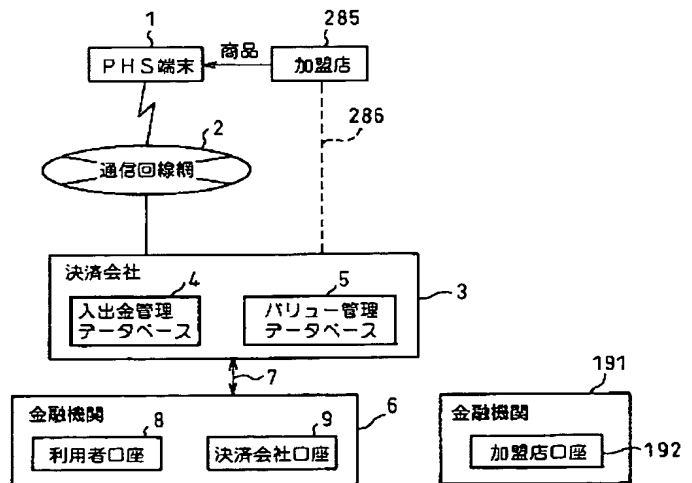 1
285
PHS端末
商品
加盟店
286
2
通信回線網
決済会社
4
5
入出金管理
データベース
バリュー管理
データベース
3
7
191
金融機関
8
9
6
利用者口座
決済会社口座
金融機関
加盟店口座
192